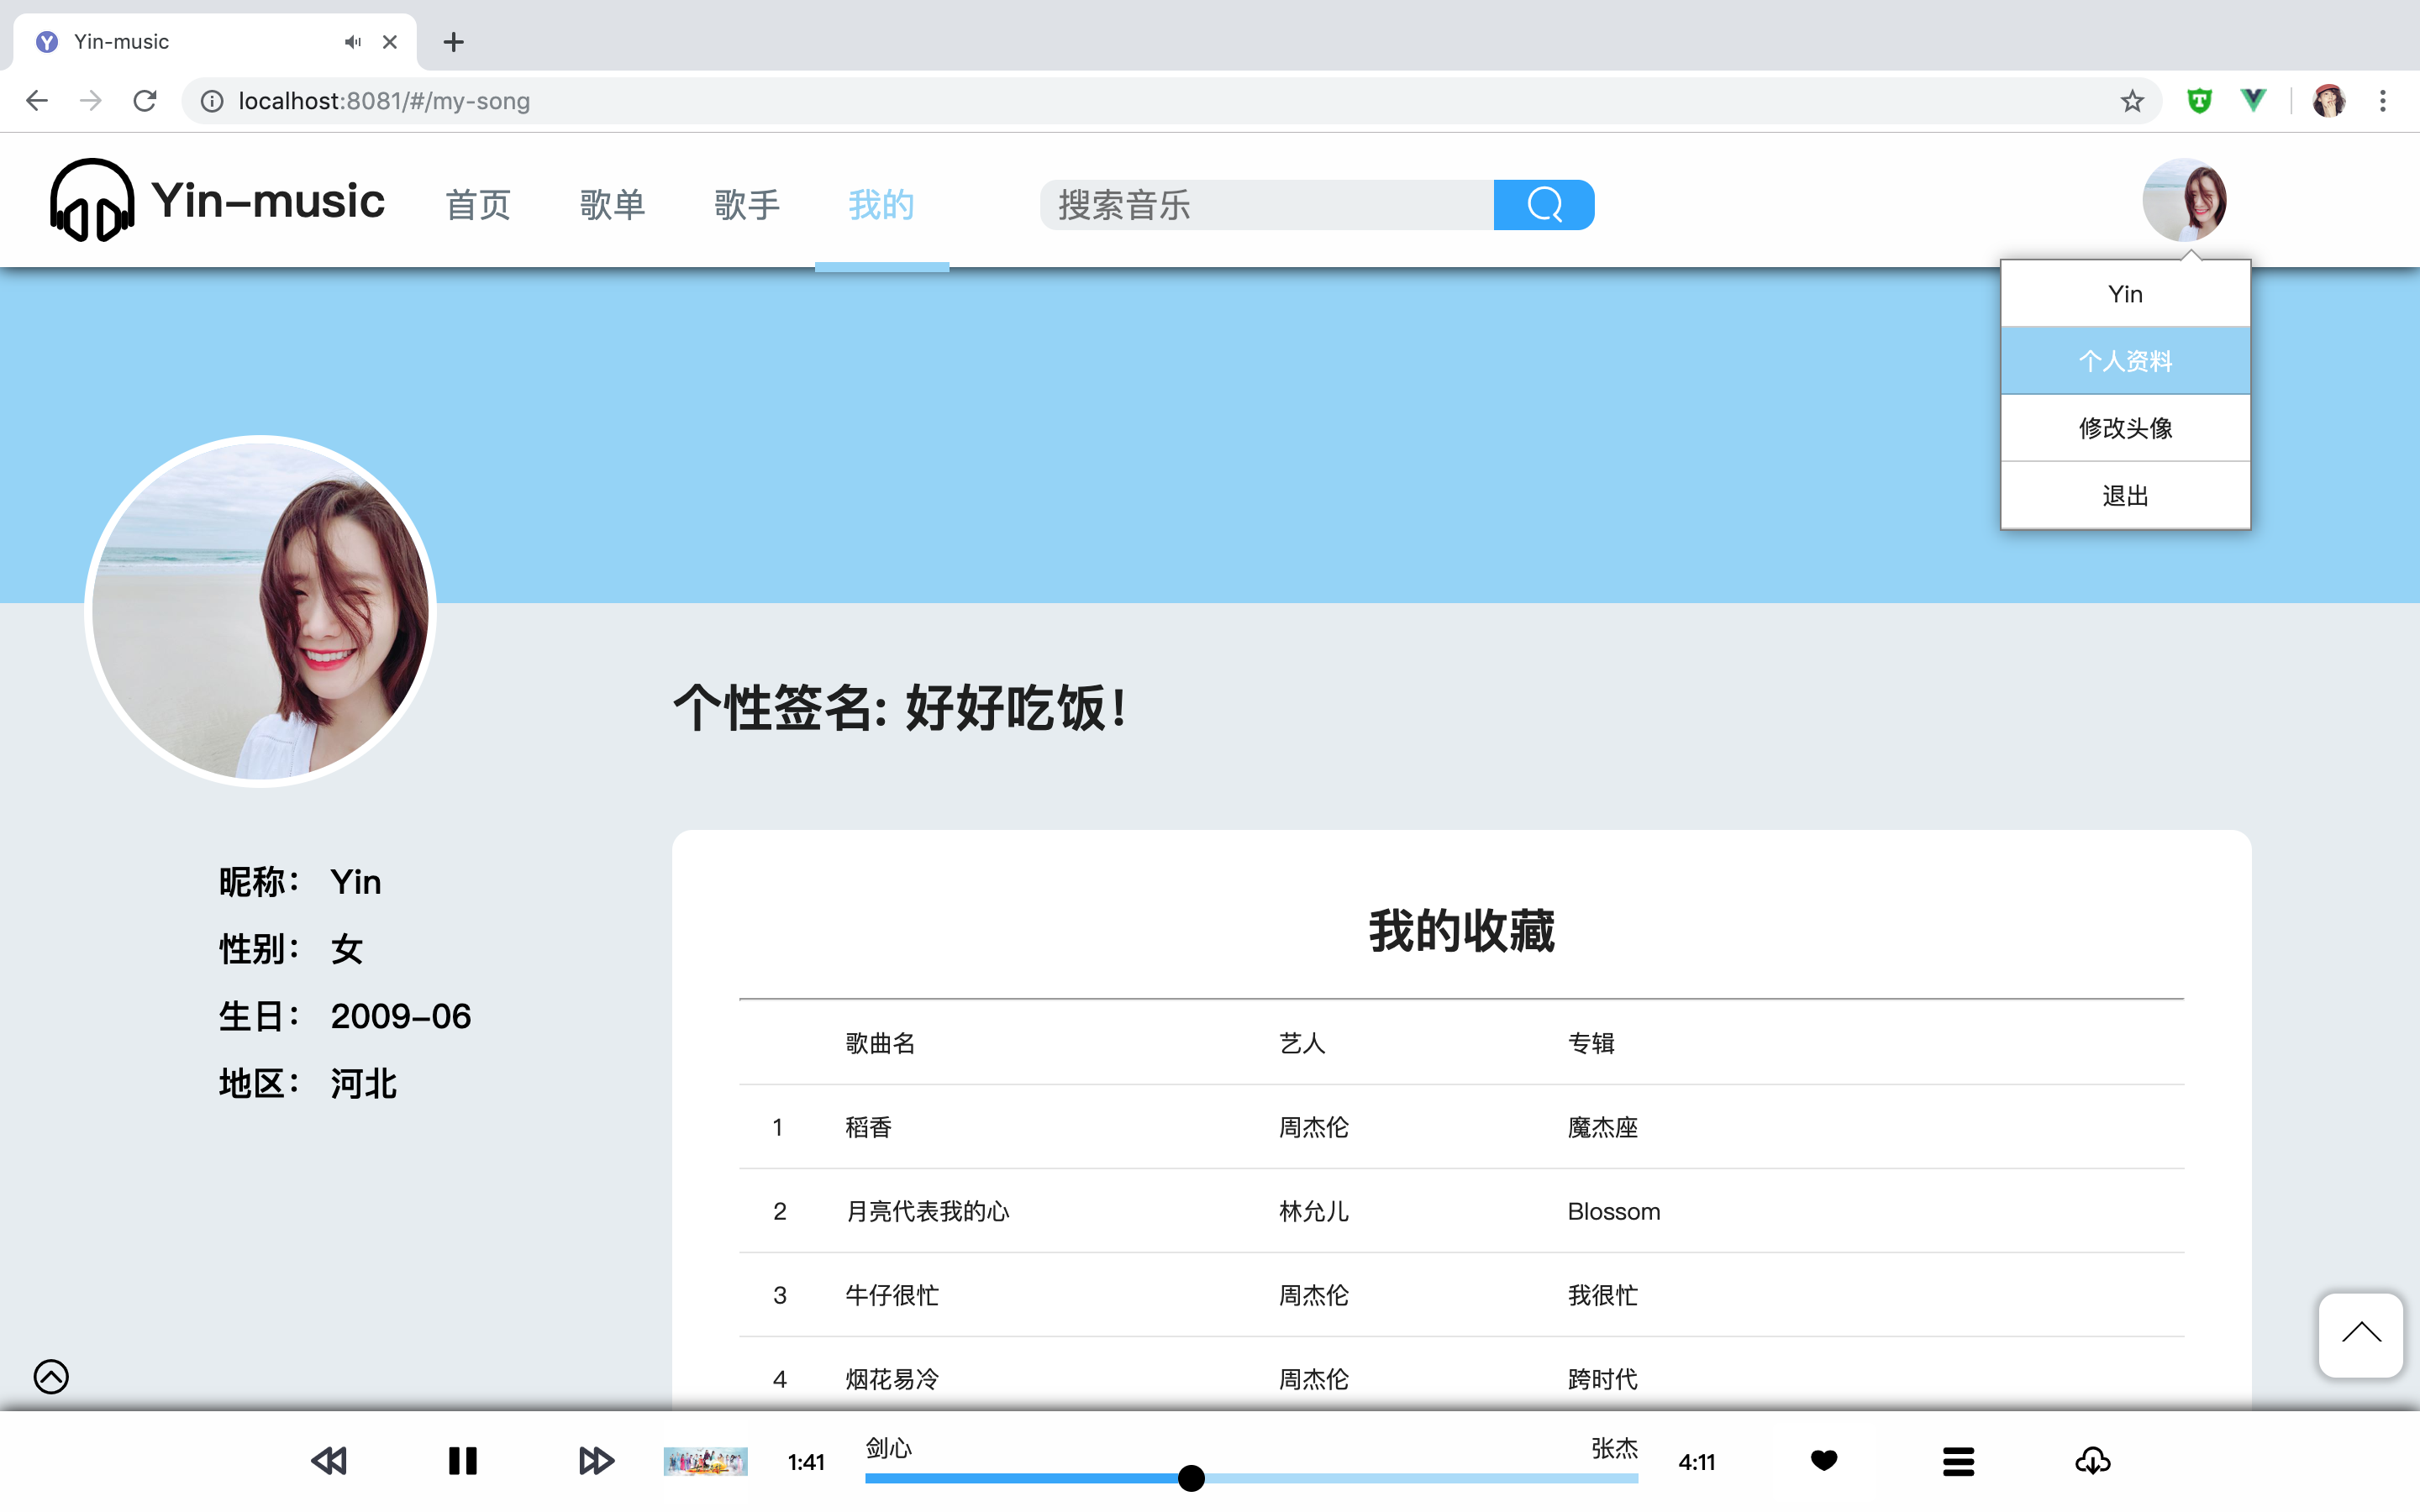 Yin-music
localhost:8081/#/my-song
Yin-music 首页 歌单 歌手 我的 搜索音乐
Yin
个人资料
修改头像
退出
个性签名: 好好吃饭!
昵称： Yin
性别： 女
生日： 2009-06
地区： 河北
我的收藏
歌曲名 艺人 专辑
1 稻香 周杰伦 魔杰座
2 月亮代表我的心 林允儿 Blossom
3 牛仔很忙 周杰伦 我很忙
4 烟花易冷 周杰伦 跨时代
剑心 张杰
1:41 4:11